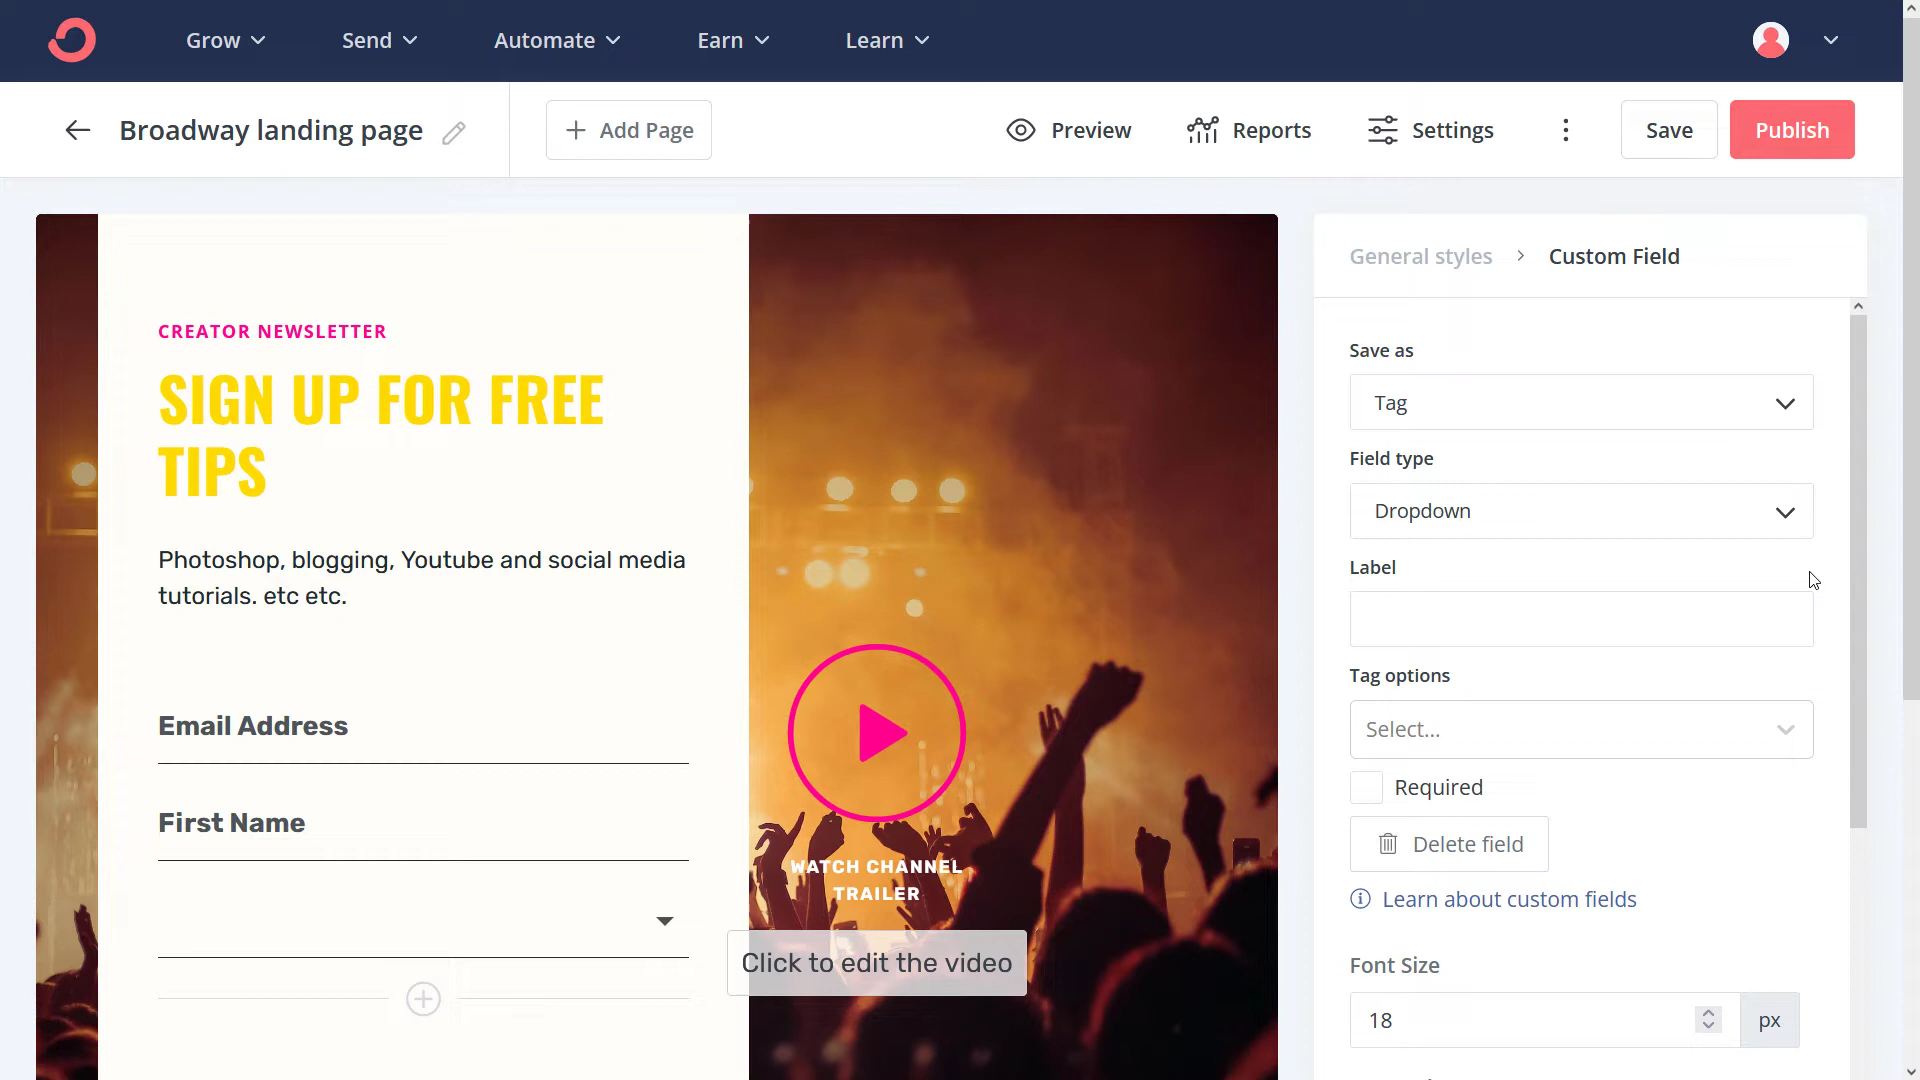 Grow
Send
Automate
Earn
Learn
Broadway landing page
Add Page
Preview
Reports
Settings
Save
Publish
CREATOR NEWSLETTER
SIGN UP FOR FREE
TIPS
Photoshop, blogging, Youtube and social media
tutorials. etc etc.
Email Address
First Name
WATCH CHANNEL
TRAILER
Click to edit the video
General styles
Custom Field
Save as
Tag
Field type
Dropdown
Label
Tag options
Select...
Required
Delete field
Learn about custom fields
Font Size
18
px